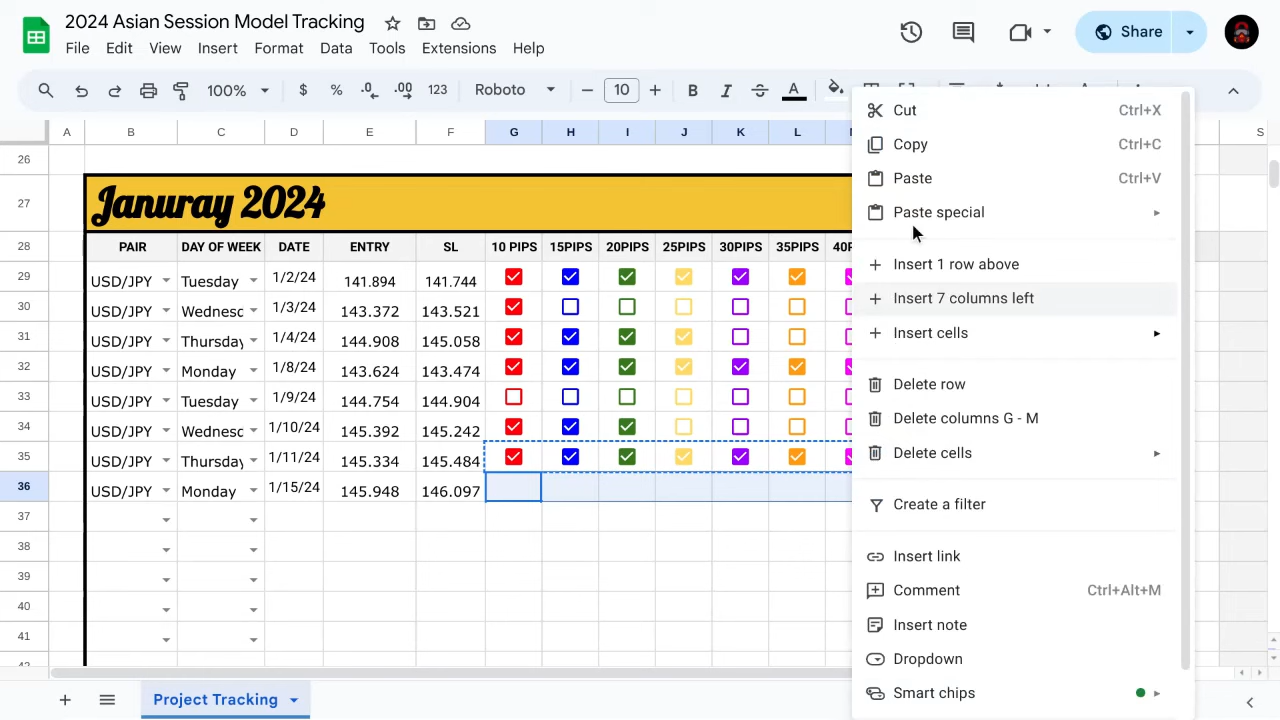 2024 Asian Session Model Tracking
File Edit View Insert Format Data Tools Extensions Help
Share
100% $ % .0 .00 123 Roboto 10 B I A
A B C D E F G H I J K L S
26
27 Januray 2024
28 PAIR DAY OF WEEK DATE ENTRY SL 10 PIPS 15PIPS 20PIPS 25PIPS 30PIPS 35PIPS
29 USD/JPY Tuesday 1/2/24 141.894 141.744
30 USD/JPY Wednesc 1/3/24 143.372 143.521
31 USD/JPY Thursday 1/4/24 144.908 145.058
32 USD/JPY Monday 1/8/24 143.624 143.474
33 USD/JPY Tuesday 1/9/24 144.754 144.904
34 USD/JPY Wednesc 1/10/24 145.392 145.242
35 USD/JPY Thursday 1/11/24 145.334 145.484
36 USD/JPY Monday 1/15/24 145.948 146.097
37
38
39
40
41
Cut Ctrl+X
Copy Ctrl+C
Paste Ctrl+V
Paste special
Insert 1 row above
Insert 7 columns left
Insert cells
Delete row
Delete columns G - M
Delete cells
Create a filter
Insert link
Comment Ctrl+Alt+M
Insert note
Dropdown
Smart chips
Project Tracking